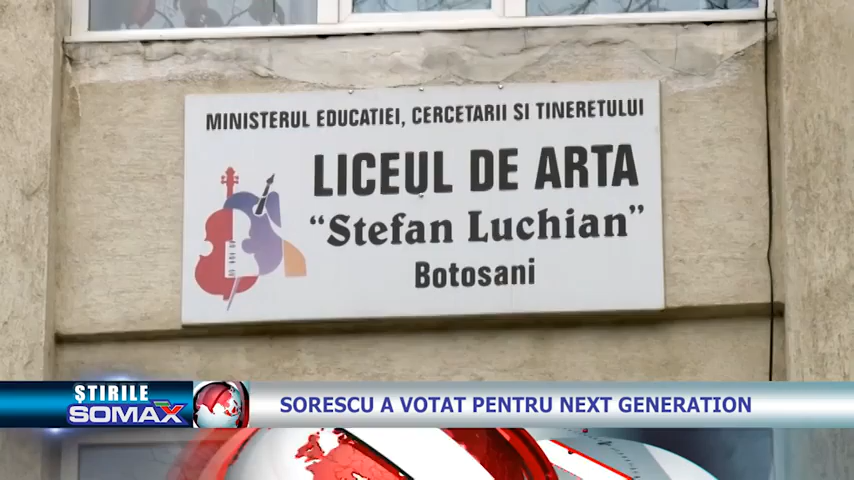 MINISTERUL EDUCATIEI, CERCETARII SI TINERETULUI
LICEUL DE ARTA
“Stefan Luchian”
Botosani
ȘTIRILE
SOMAX
SORESCU A VOTAT PENTRU NEXT GENERATION